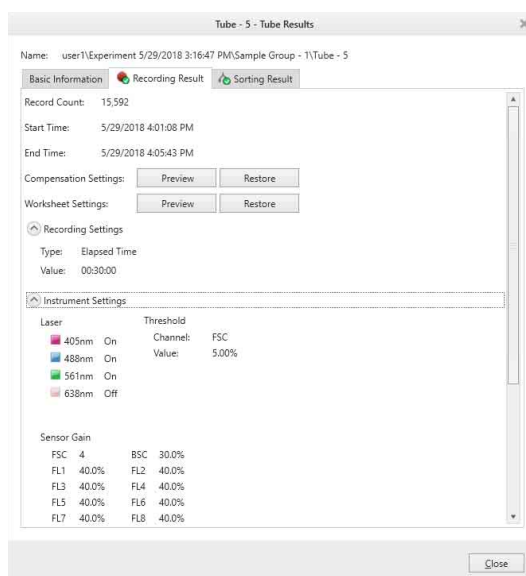 Tube - 5 - Tube Results
Name: user1\Experiment 5/29/2018 3:16:47 PM\Sample Group - 1\Tube - 5
Basic Information Recording Result Sorting Result
Record Count: 15,592
Start Time: 5/29/2018 4:01:08 PM
End Time: 5/29/2018 4:05:43 PM
Compensation Settings: Preview Restore
Worksheet Settings: Preview Restore
Recording Settings
Type: Elapsed Time
Value: 00:30:00
Instrument Settings
Laser Threshold
405nm On Channel: FSC
488nm On Value: 5.00%
561nm On
638nm Off
Sensor Gain
FSC 4 BSC 30.0%
FL1 40.0% FL2 40.0%
FL3 40.0% FL4 40.0%
FL5 40.0% FL6 40.0%
FL7 40.0% FL8 40.0%
Close